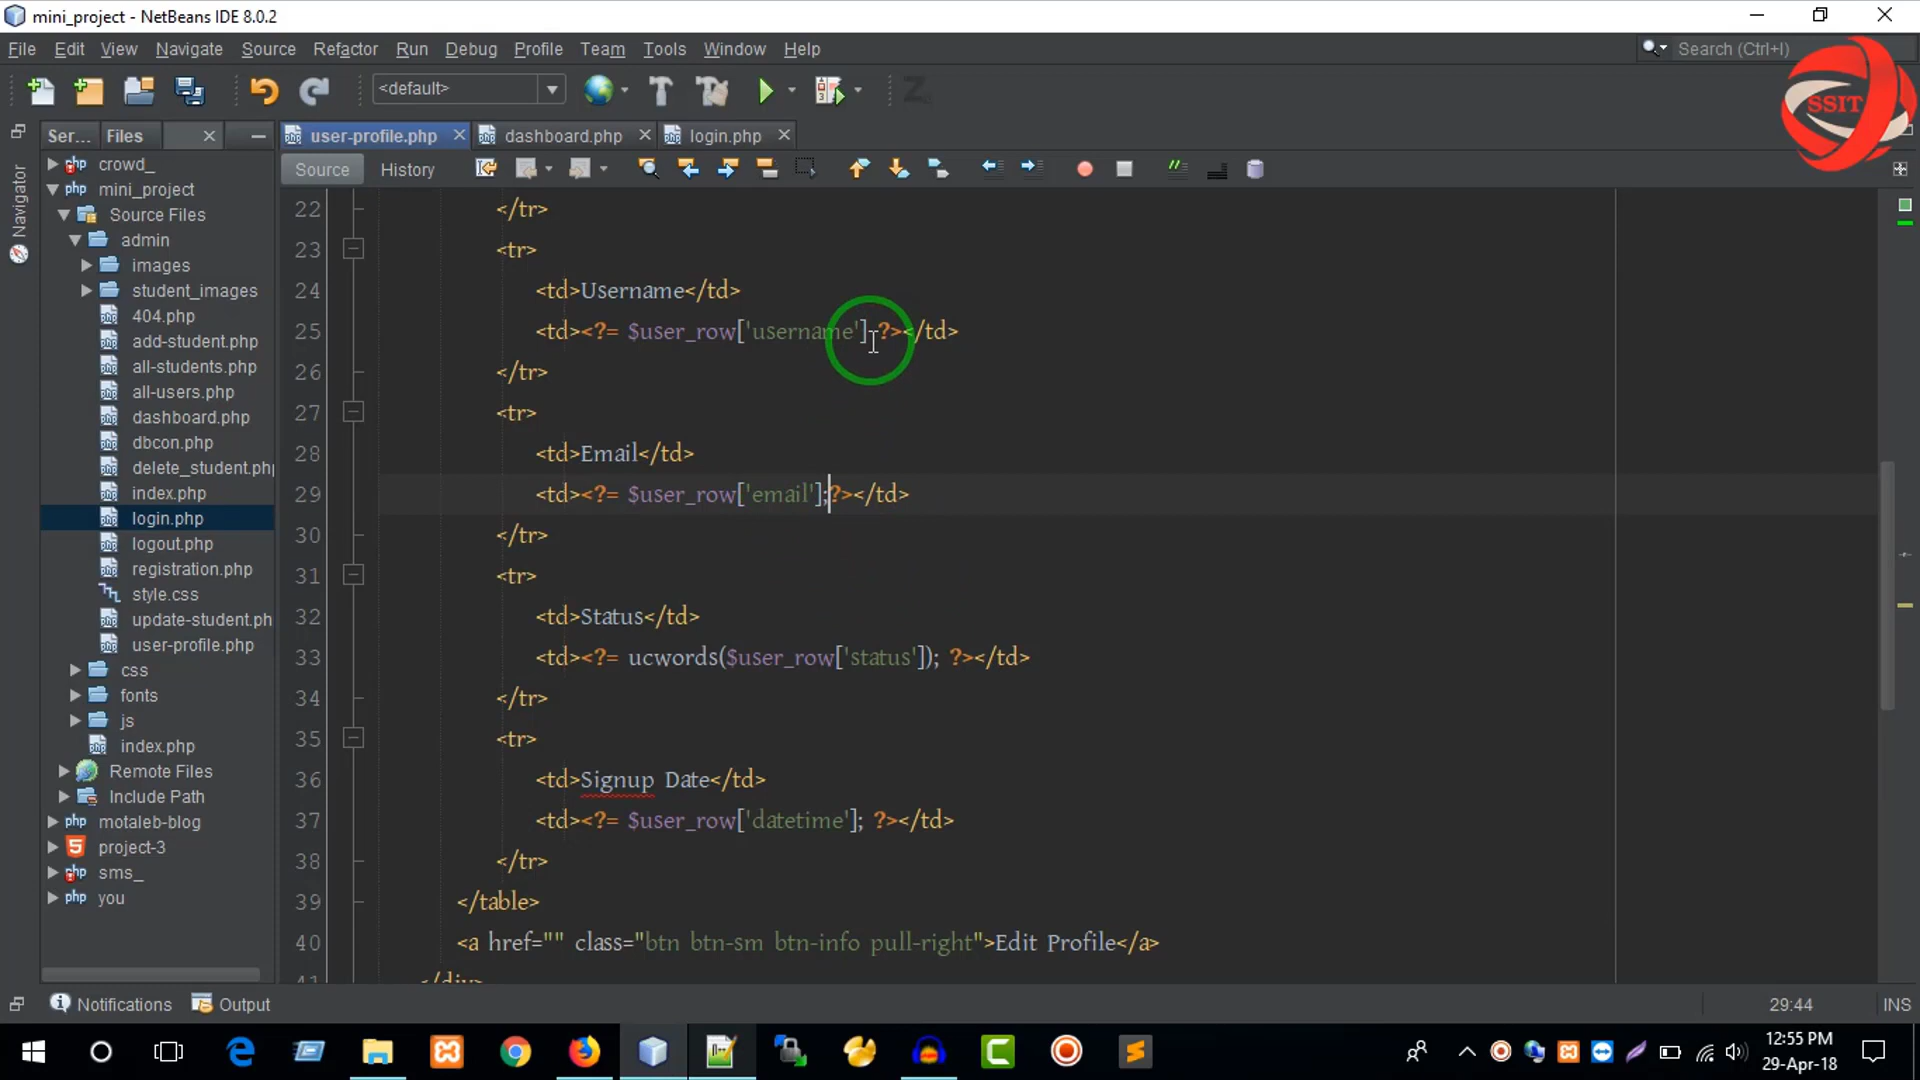 mini_project - NetBeans IDE 8.0.2
File Edit View Navigate Source Refactor Run Debug Profile Team Tools Window Help
Search (Ctrl+I)
<default>
SSIT
Ser... Files
user-profile.php dashboard.php login.php
Source History
Navigator
crowd_
mini_project
Source Files
admin
images
student_images
404.php
add-student.php
all-students.php
all-users.php
dashboard.php
dbcon.php
delete_student.php
index.php
login.php
logout.php
registration.php
style.css
update-student.ph
user-profile.php
css
fonts
js
index.php
Remote Files
Include Path
motaleb-blog
project-3
sms_
you
22 </tr>
23 <tr>
24 <td>Username</td>
25 <td><?= $user_row['username'] ?></td>
26 </tr>
27 <tr>
28 <td>Email</td>
29 <td><?= $user_row['email'];?></td>
30 </tr>
31 <tr>
32 <td>Status</td>
33 <td><?= ucwords($user_row['status']); ?></td>
34 </tr>
35 <tr>
36 <td>Signup Date</td>
37 <td><?= $user_row['datetime']; ?></td>
38 </tr>
39 </table>
40 <a href="" class="btn btn-sm btn-info pull-right">Edit Profile</a>
41 </div>
Notifications Output
29:44 INS
12:55 PM
29-Apr-18